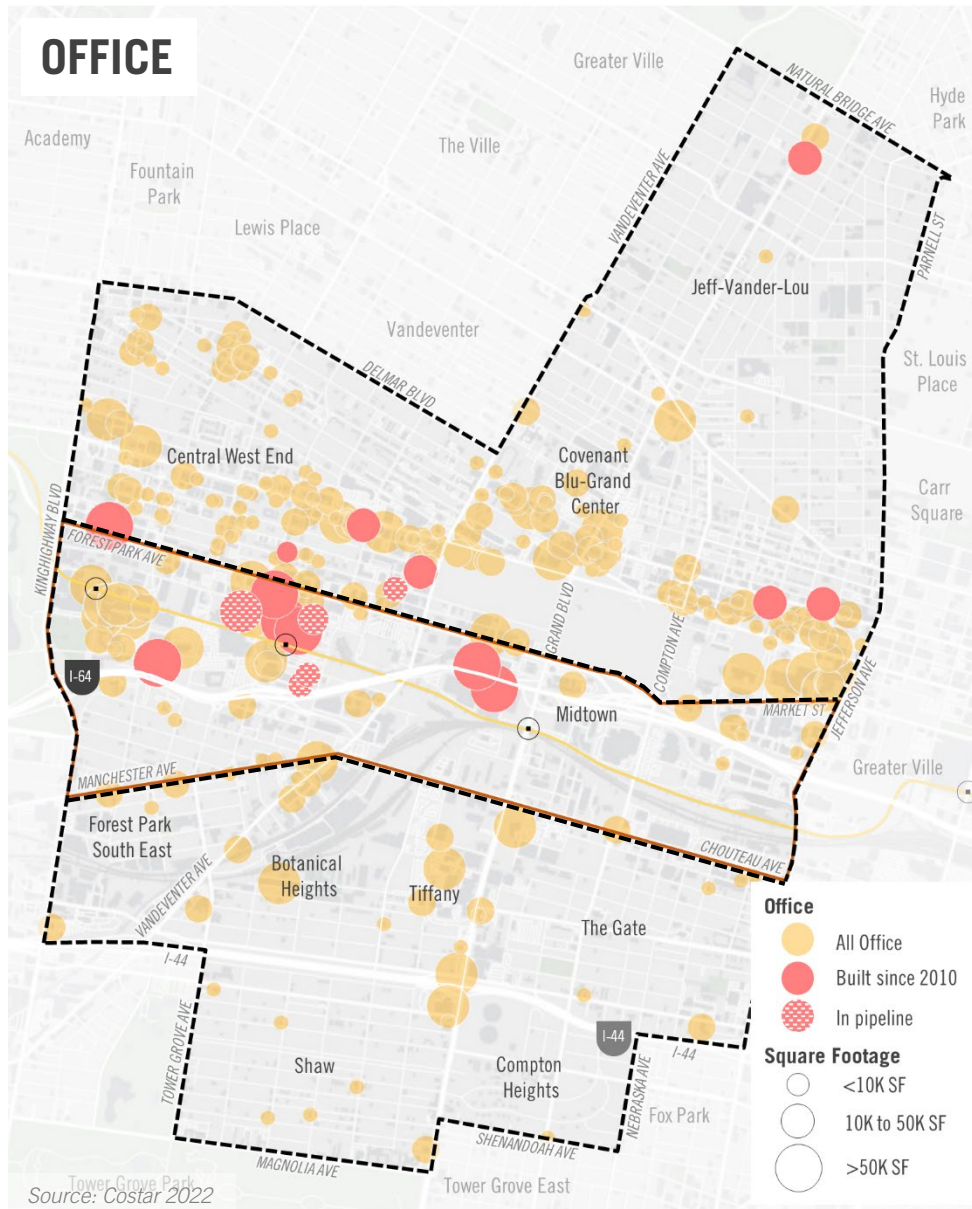 OFFICE
Greater Ville
NATURAL BRIDGE AVE
Hyde
Park
Academy
The Ville
Fountain
Park
VANDEVENTER AVE
Lewis Place
PARNELL ST
Jeff-Vander-Lou
Vandeventer
St. Louis
Place
DELMAR BLVD
Central West End
Covenant
Blu-Grand
Center
Carr
Square
KINGHIGHWAY BLVD
FOREST PARK AVE
GRAND BLVD
COMPTON AVE
I-64
Midtown
MARKET ST
JEFFERSON AVE
Greater Ville
MANCHESTER AVE
Forest Park
South East
CHOUTEAU AVE
VANDEVENTER AVE
Botanical
Heights
Tiffany
The Gate
I-44
TOWER GROVE AVE
Shaw
Compton
Heights
I-44
I-44
NEBRASKA AVE
Fox Park
SHENANDOAH AVE
MAGNOLIA AVE
Tower Grove Park
Tower Grove East
Source: Costar 2022
Office
All Office
Built since 2010
In pipeline
Square Footage
<10K SF
10K to 50K SF
>50K SF